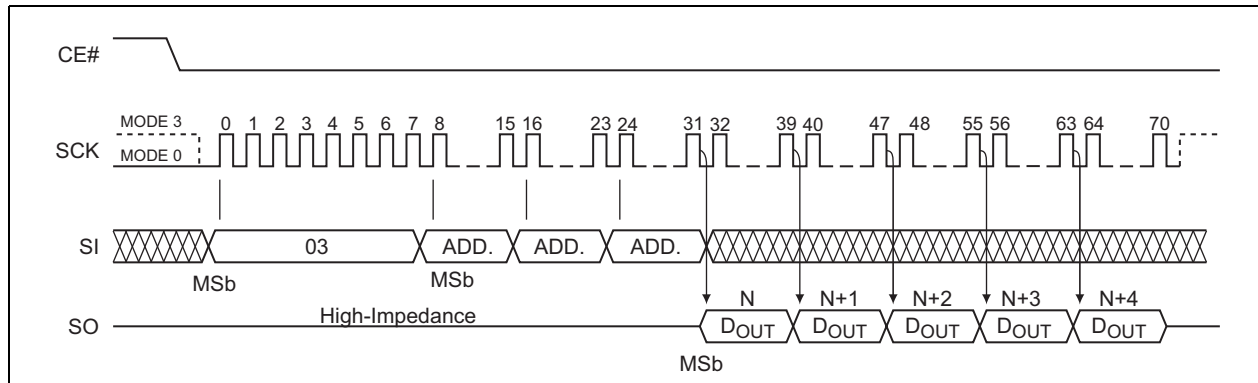 CE#
MODE 3
0 1 2 3 4 5 6 7 8 15 16 23 24 31 32 39 40 47 48 55 56 63 64 70
SCK
MODE 0
SI 03 ADD. ADD. ADD.
MSb MSb
N N+1 N+2 N+3 N+4
High-Impedance
SO DOUT DOUT DOUT DOUT DOUT
MSb